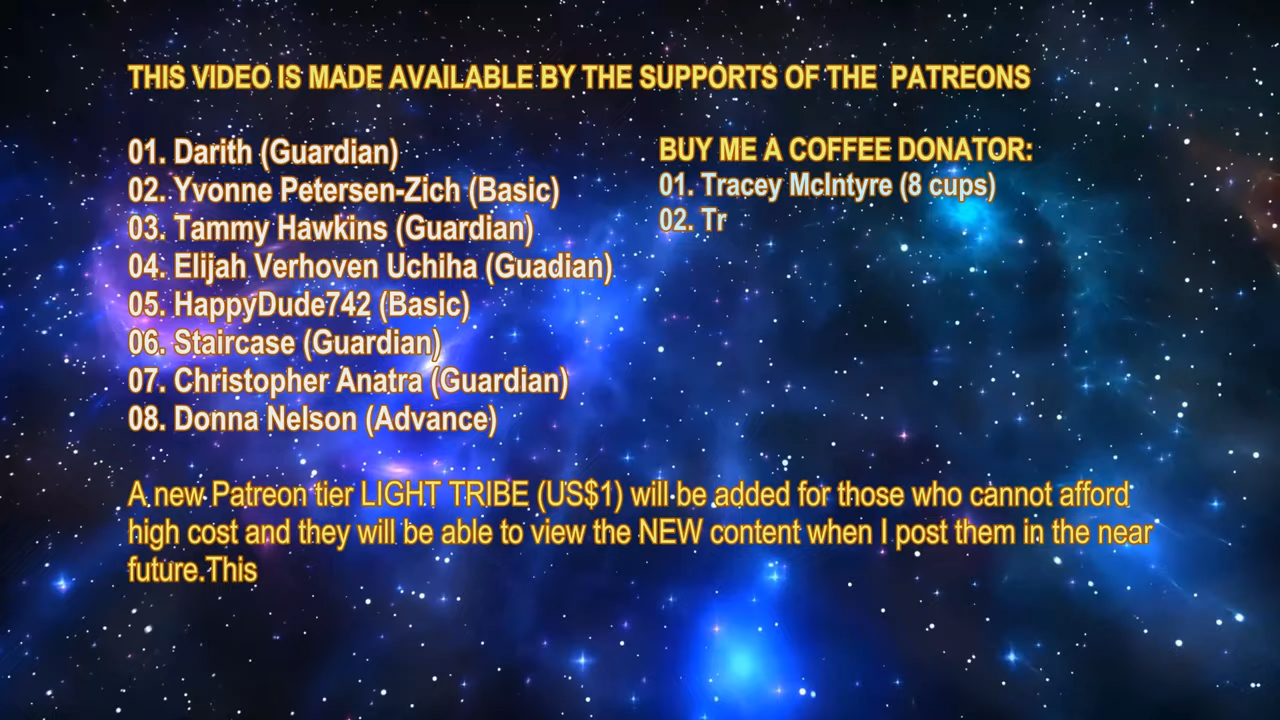 THIS VIDEO IS MADE AVAILABLE BY THE SUPPORTS OF THE PATREONS
01. Darith (Guardian)
02. Yvonne Petersen-Zich (Basic)
03. Tammy Hawkins (Guardian)
04. Elijah Verhoven Uchiha (Guadian)
05. HappyDude742 (Basic)
06. Staircase (Guardian)
07. Christopher Anatra (Guardian)
08. Donna Nelson (Advance)
BUY ME A COFFEE DONATOR:
01. Tracey McIntyre (8 cups)
02. Tr
A new Patreon tier LIGHT TRIBE (US$1) will be added for those who cannot afford
high cost and they will be able to view the NEW content when I post them in the near
future.This